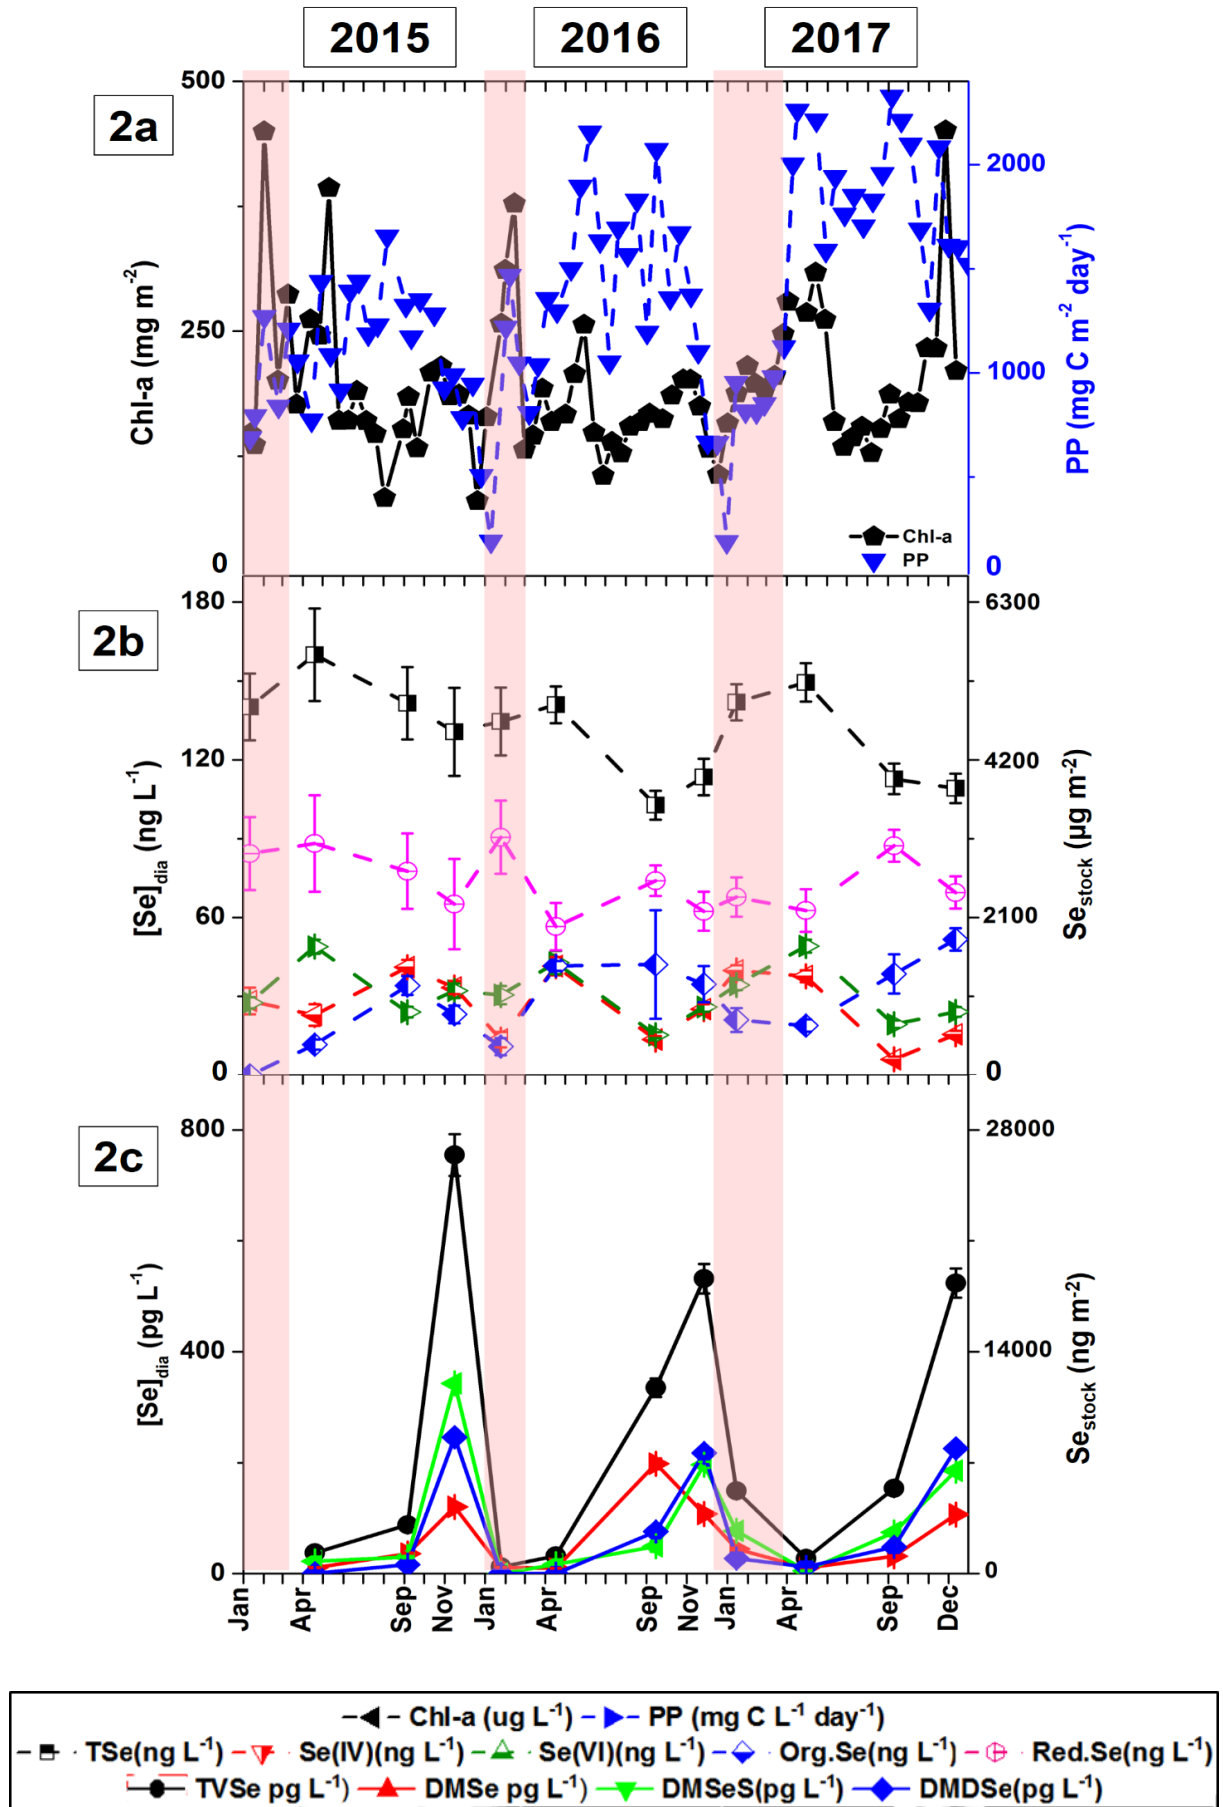 2015 2016 2017
2a
500
250
0
Chl-a (mg m-2)
2000
1000
0
PP (mg C m-2 day-1)
Chl-a
PP
2b
180
120
60
0
[Se]dia (ng L-1)
6300
4200
2100
0
Sestock (µg m-2)
2c
800
400
0
[Se]dia (pg L-1)
28000
14000
0
Sestock (ng m-2)
Jan Apr Sep Nov Jan Apr Sep Nov Jan Apr Sep Dec
Chl-a (ug L-1) PP (mg C L-1 day-1)
TSe(ng L-1) Se(IV)(ng L-1) Se(VI)(ng L-1) Org.Se(ng L-1) Red.Se(ng L-1)
TVSe pg L-1) DMSe pg L-1) DMSeS(pg L-1) DMDSe(pg L-1)